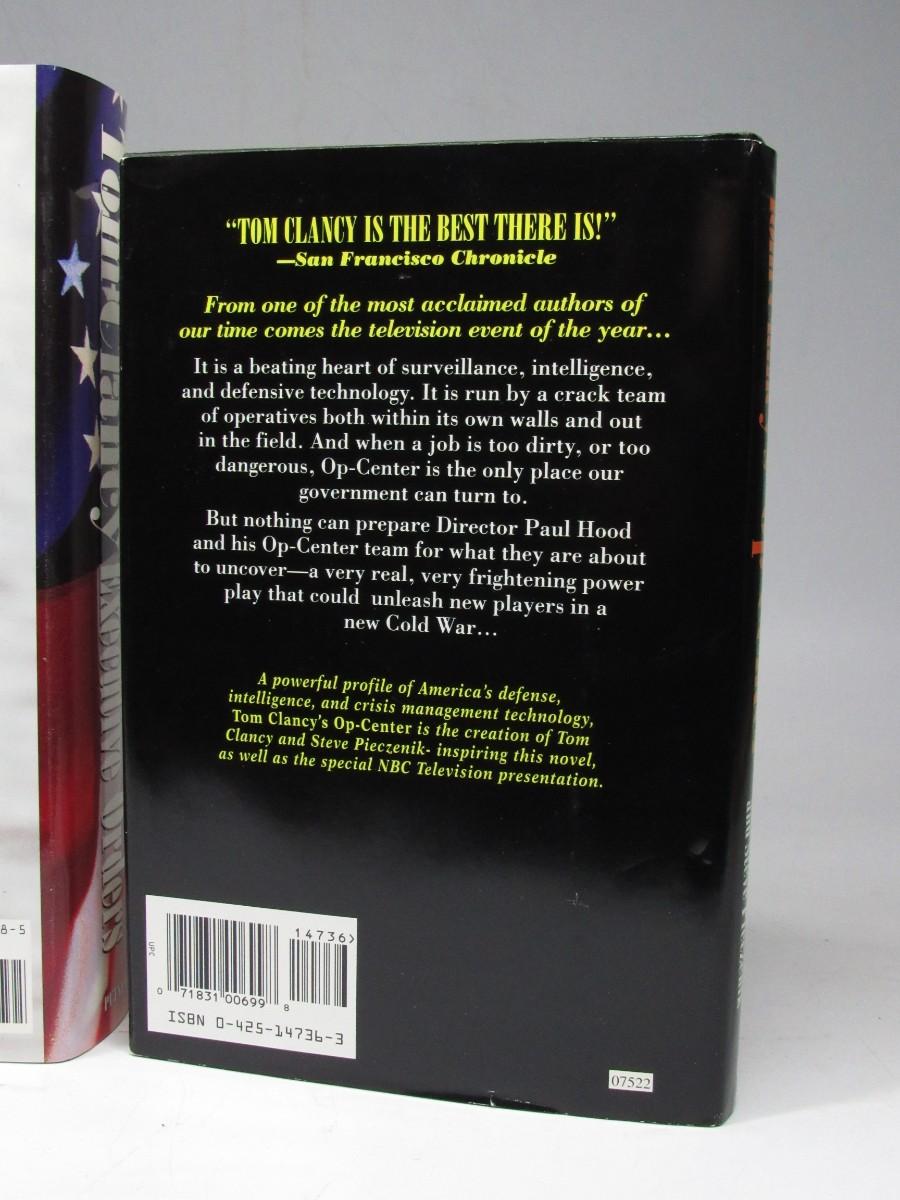 Tom Clancy EXECUTIVE ORDERS
8-5
“TOM CLANCY IS THE BEST THERE IS!”
—San Francisco Chronicle
From one of the most acclaimed authors of
our time comes the television event of the year...
It is a beating heart of surveillance, intelligence,
and defensive technology. It is run by a crack team
of operatives both within its own walls and out
in the field. And when a job is too dirty, or too
dangerous, Op-Center is the only place our
government can turn to.
But nothing can prepare Director Paul Hood
and his Op-Center team for what they are about
to uncover—a very real, very frightening power
play that could unleash new players in a
new Cold War...
A powerful profile of America's defense,
intelligence, and crisis management technology,
Tom Clancy's Op-Center is the creation of Tom
Clancy and Steve Pieczenik- inspiring this novel,
as well as the special NBC Television presentation.
14736>
UPC
0 71831 00699 8
ISBN 0-425-14736-3
07522